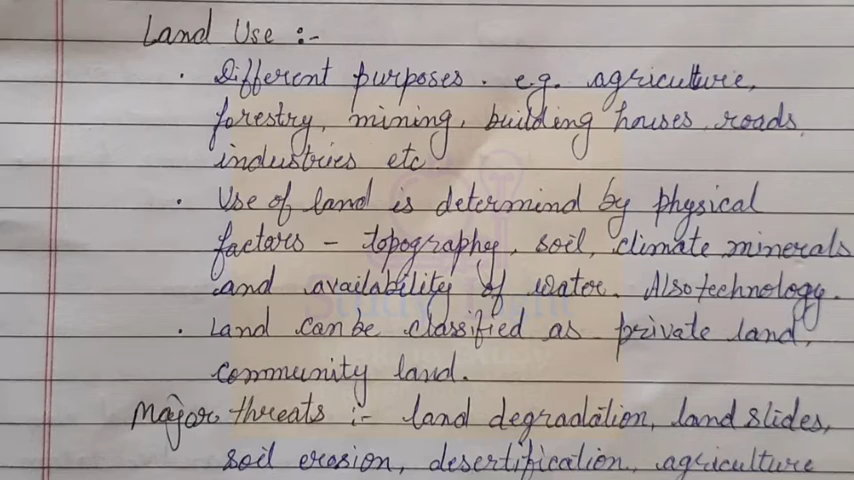 Land Use :-
· Different purposes. e.g. agriculture,
forestry, mining, building houses, roads,
industries etc
· Use of land is determind by physical
factors - topography, soil, climate minerals
and availability of water. Also technology.
· Land can be classified as private land,
community land.
Major threats :- land degradation, land slides,
soil erosion, desertification, agriculture